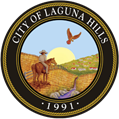 CITY OF LAGUNA HILLS
· 1991 ·